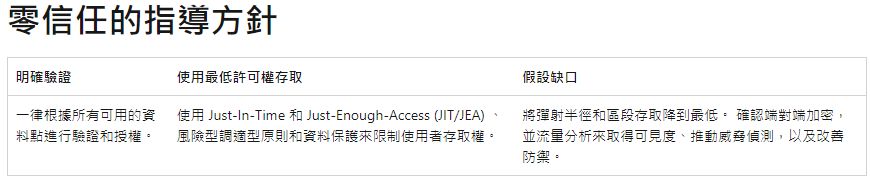 零信任的指導方針
明確驗證
使用最低許可權存取
假設缺口
一律根據所有可用的資
料點進行驗證和授權。
使用 Just-In-Time 和 Just-Enough-Access (JIT/JEA) 、
風險型調適型原則和資料保護來限制使用者存取權。
將彈射半徑和區段存取降到最低。 確認端對端加密，
並流量分析來取得可見度、推動威脅偵測，以及改善
防禦。